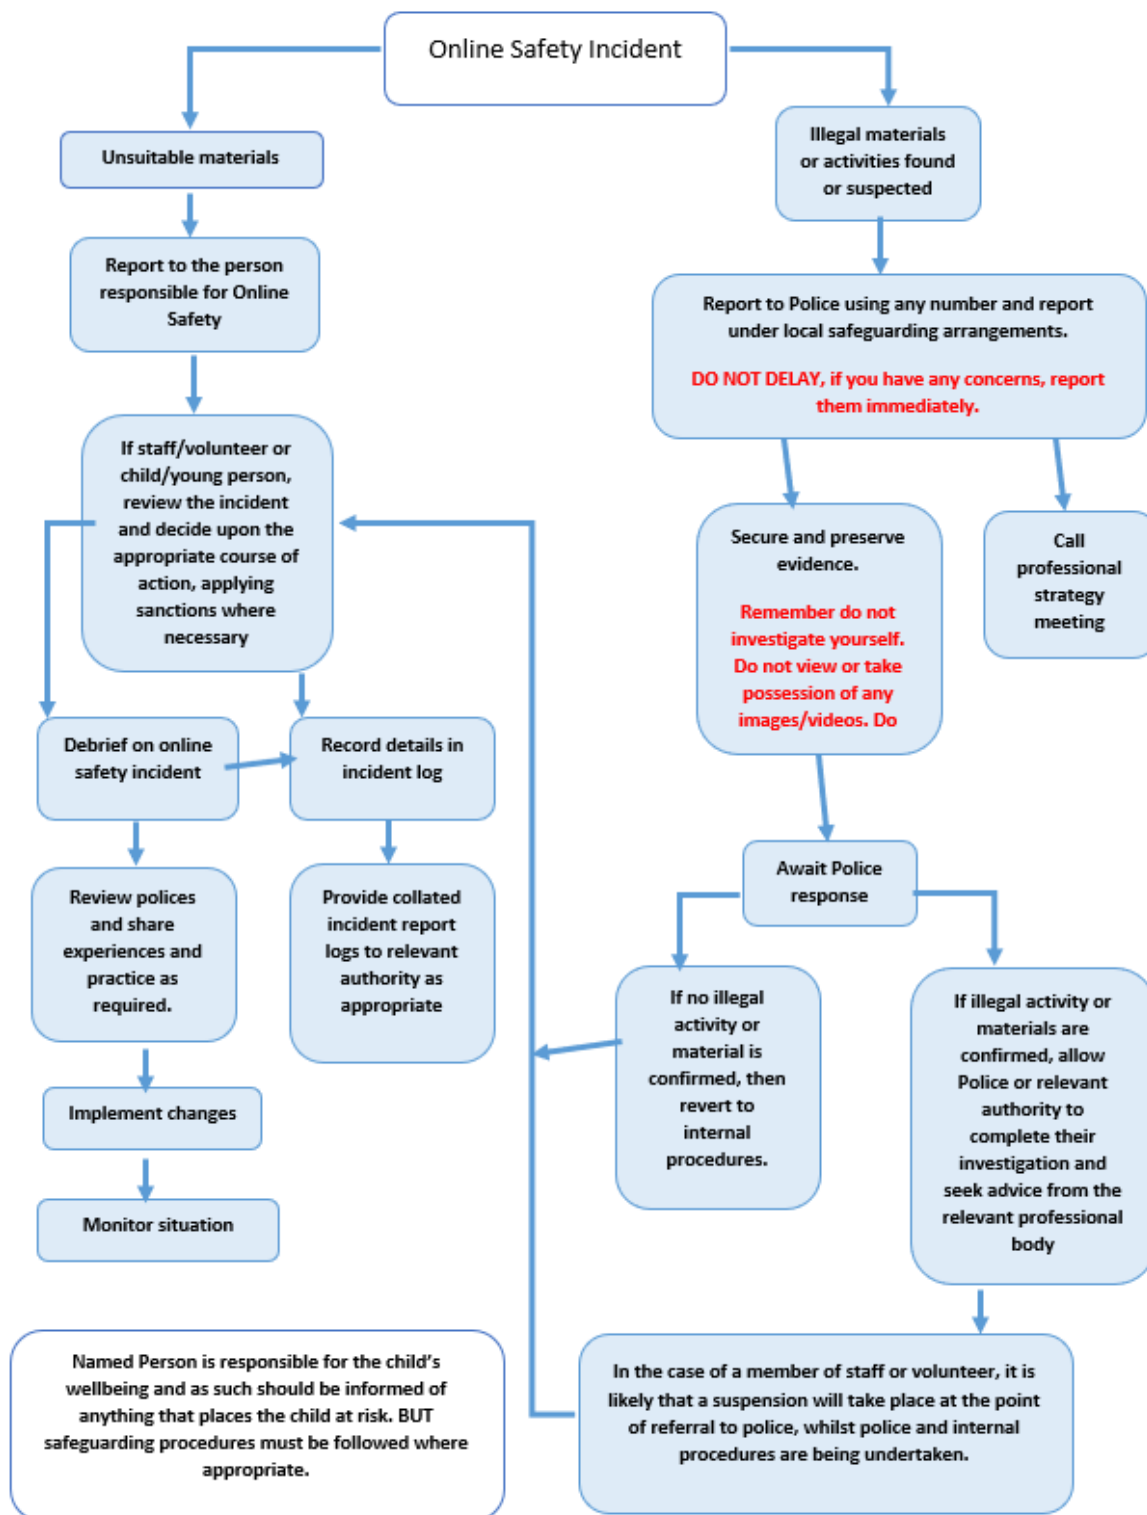 Online Safety Incident
Unsuitable materials
Report to the person
responsible for Online
Safety
If staff/volunteer or
child/young person,
review the incident
and decide upon the
appropriate course of
action, applying
sanctions where
necessary
Debrief on online
safety incident
Record details in
incident log
Review polices
and share
experiences and
practice as
required.
Provide collated
incident report
logs to relevant
authority as
appropriate
Implement changes
Monitor situation
Named Person is responsible for the child's
wellbeing and as such should be informed of
anything that places the child at risk. BUT
safeguarding procedures must be followed where
appropriate.
Illegal materials
or activities found
or suspected
Report to Police using any number and report
under local safeguarding arrangements.
DO NOT DELAY, if you have any concerns, report
them immediately.
Secure and preserve
evidence.
Remember do not
investigate yourself.
Do not view or take
possession of any
images/videos. Do
Call
professional
strategy
meeting
Await Police
response
If no illegal
activity or
material is
confirmed, then
revert to
internal
procedures.
If illegal activity or
materials are
confirmed, allow
Police or relevant
authority to
complete their
investigation and
seek advice from the
relevant professional
body
In the case of a member of staff or volunteer, it is
likely that a suspension will take place at the point
of referral to police, whilst police and internal
procedures are being undertaken.